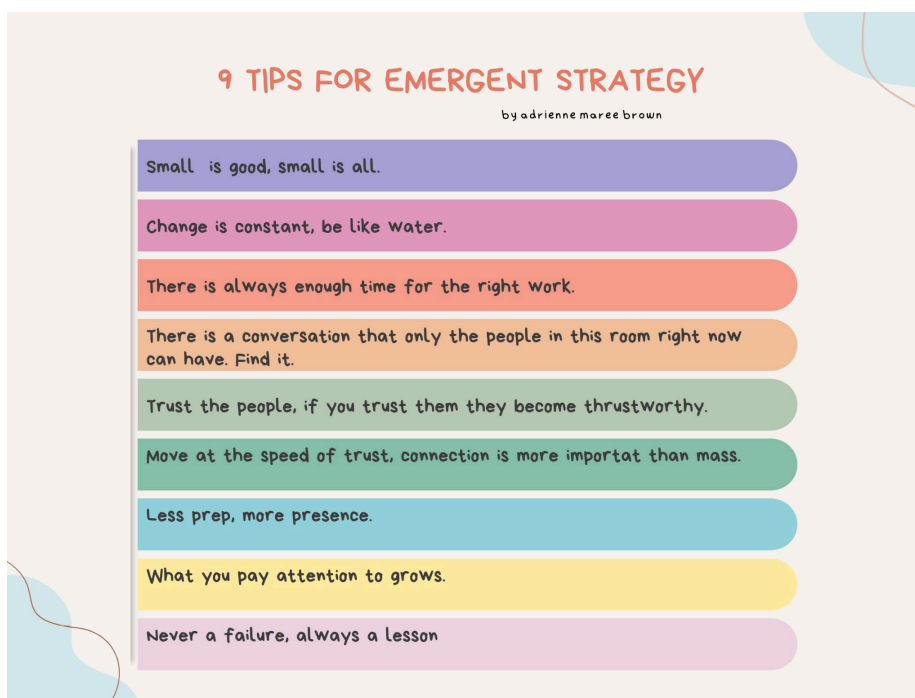 9 TIPS FOR EMERGENT STRATEGY
by adrienne maree brown
Small is good, small is all.
Change is constant, be like water.
There is always enough time for the right work.
There is a conversation that only the people in this room right now
can have. Find it.
Trust the people, if you trust them they become thrustworthy.
Move at the speed of trust, connection is more importat than mass.
Less prep, more presence.
What you pay attention to grows.
Never a failure, always a lesson